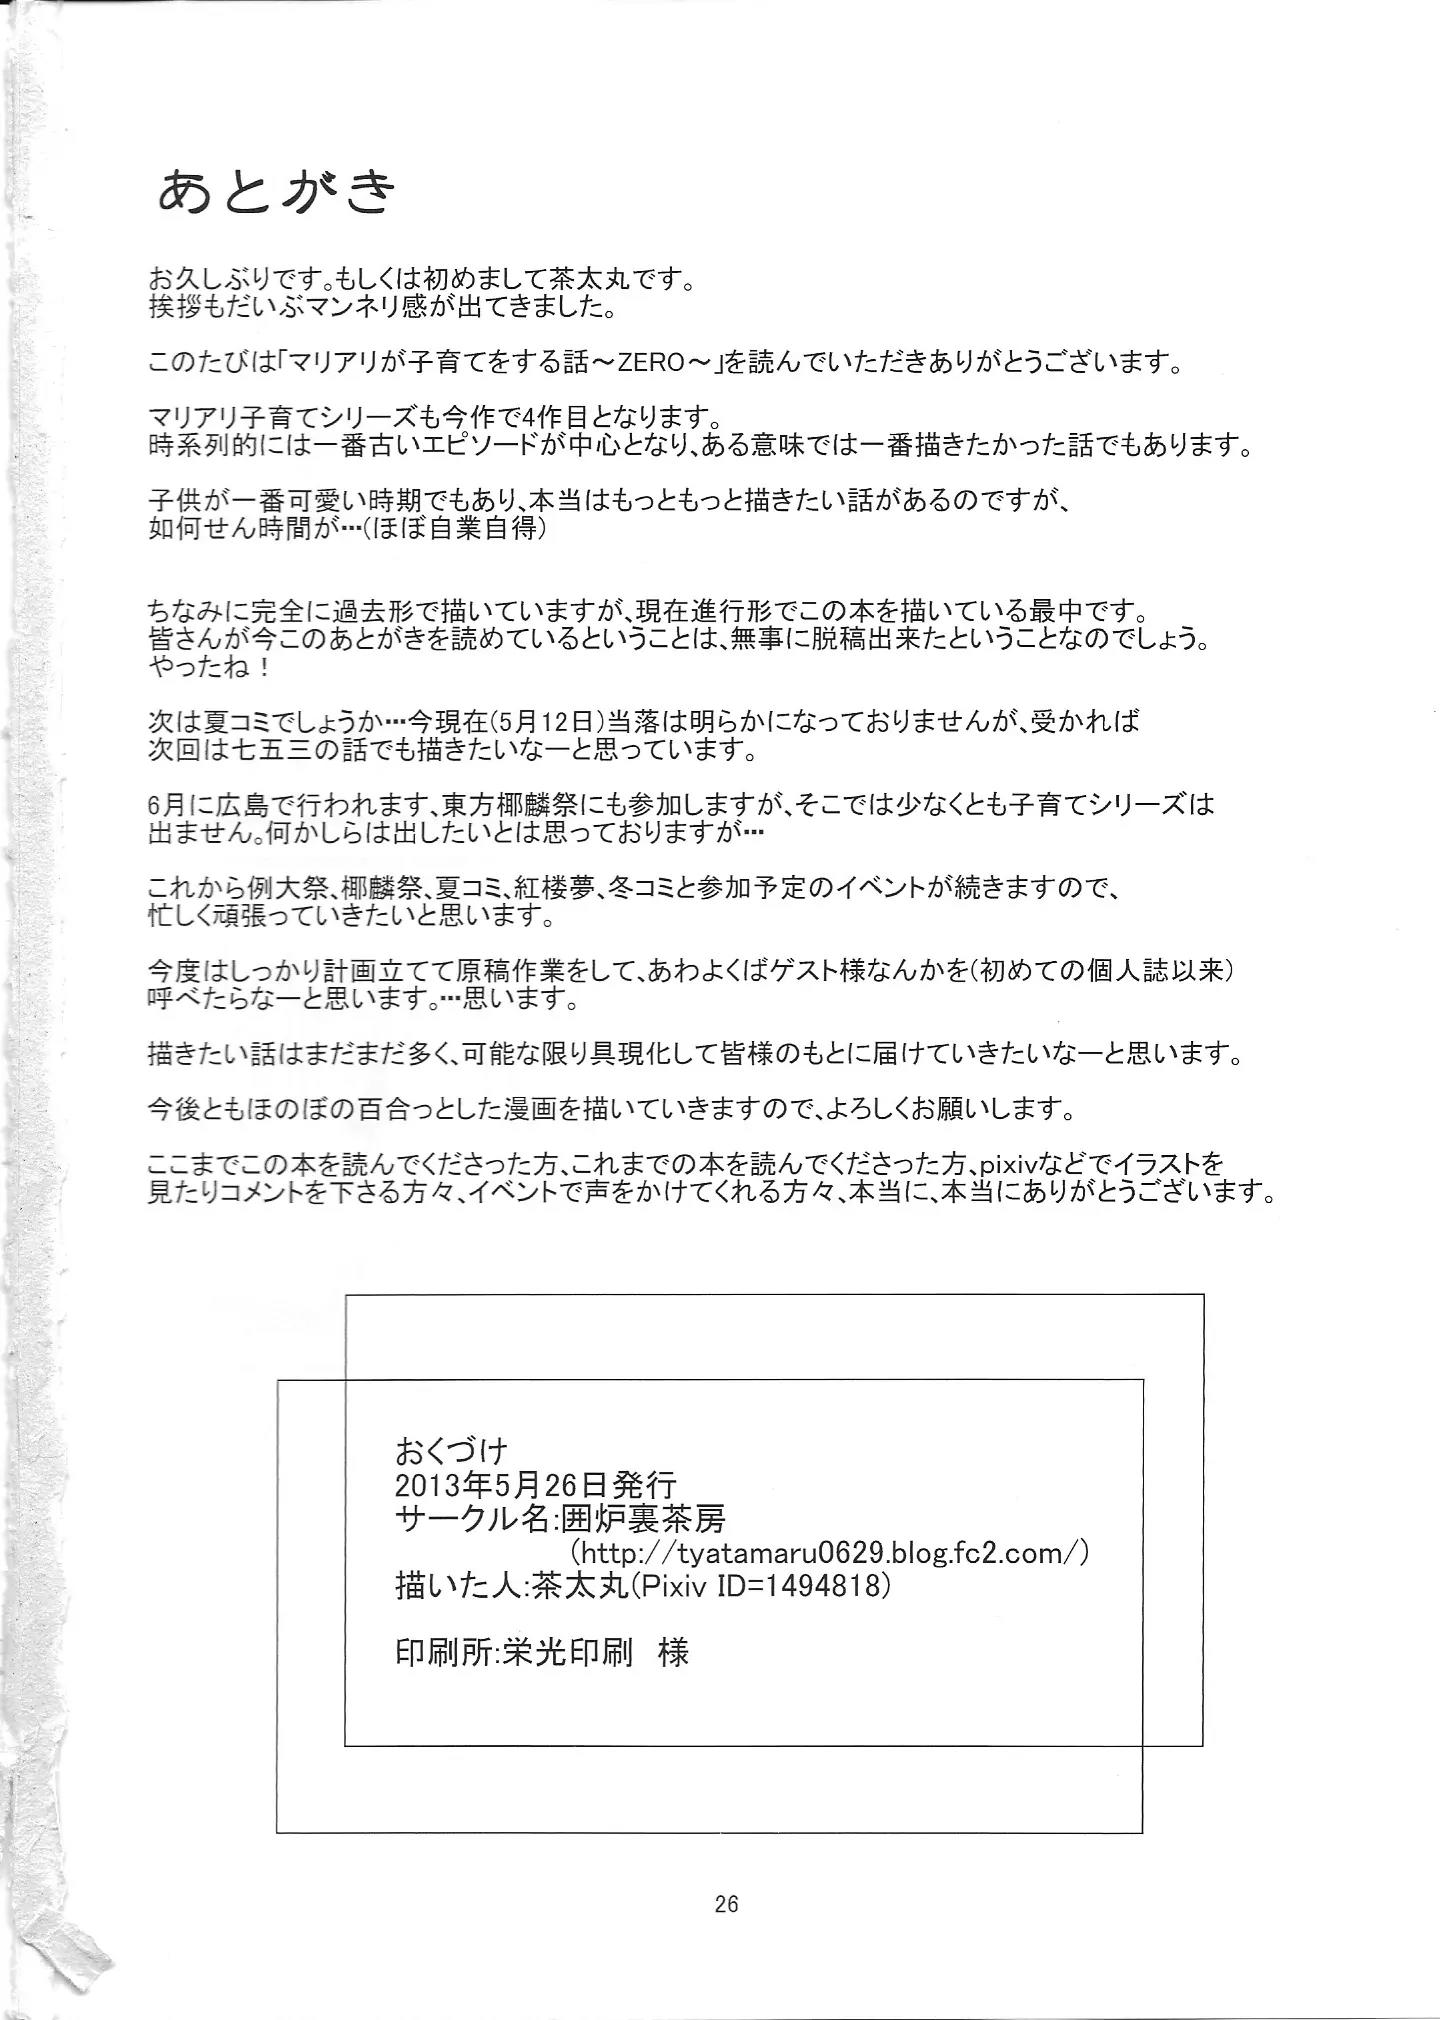 あとがき
お久しぶりです。もしくは初めまして茶太丸です。
挨拶もだいぶマンネリ感が出てきました。
このたびは「マリアリが子育てをする話～ZERO～」を読んでいただきありがとうございます。
マリアリ子育てシリーズも今作で4作目となります。
時系列的には一番古いエピソードが中心となり、ある意味では一番描きたかった話でもあります。
子供が一番可愛い時期でもあり、本当はもっともっと描きたい話があるのですが、
如何せん時間が…(ほぼ自業自得)
ちなみに完全に過去形で描いていますが、現在進行形でこの本を描いている最中です。
皆さんが今このあとがきを読めているということは、無事に脱稿出来たということなのでしょう。
やったね！
次は夏コミでしょうか…今現在(5月12日)当落は明らかになっておりませんが、受かれば
次回は七五三の話でも描きたいなーと思っています。
6月に広島で行われます、東方椰麟祭にも参加しますが、そこでは少なくとも子育てシリーズは
出ません。何かしらは出したいとは思っておりますが…
これから例大祭、椰麟祭、夏コミ、紅楼夢、冬コミと参加予定のイベントが続きますので、
忙しく頑張っていきたいと思います。
今度はしっかり計画立てて原稿作業をして、あわよくばゲスト様なんかを(初めての個人誌以来)
呼べたらなーと思います。…思います。
描きたい話はまだまだ多く、可能な限り具現化して皆様のもとに届けていきたいなーと思います。
今後ともほのぼの百合っとした漫画を描いていきますので、よろしくお願いします。
ここまでこの本を読んでくださった方、これまでの本を読んでくださった方、pixivなどでイラストを
見たりコメントを下さる方々、イベントで声をかけてくれる方々、本当に、本当にありがとうございます。
おくづけ
2013年5月26日発行
サークル名:囲炉裏茶房
(http://tyatamaru0629.blog.fc2.com/)
描いた人:茶太丸(Pixiv ID=1494818)
印刷所:栄光印刷　様
26